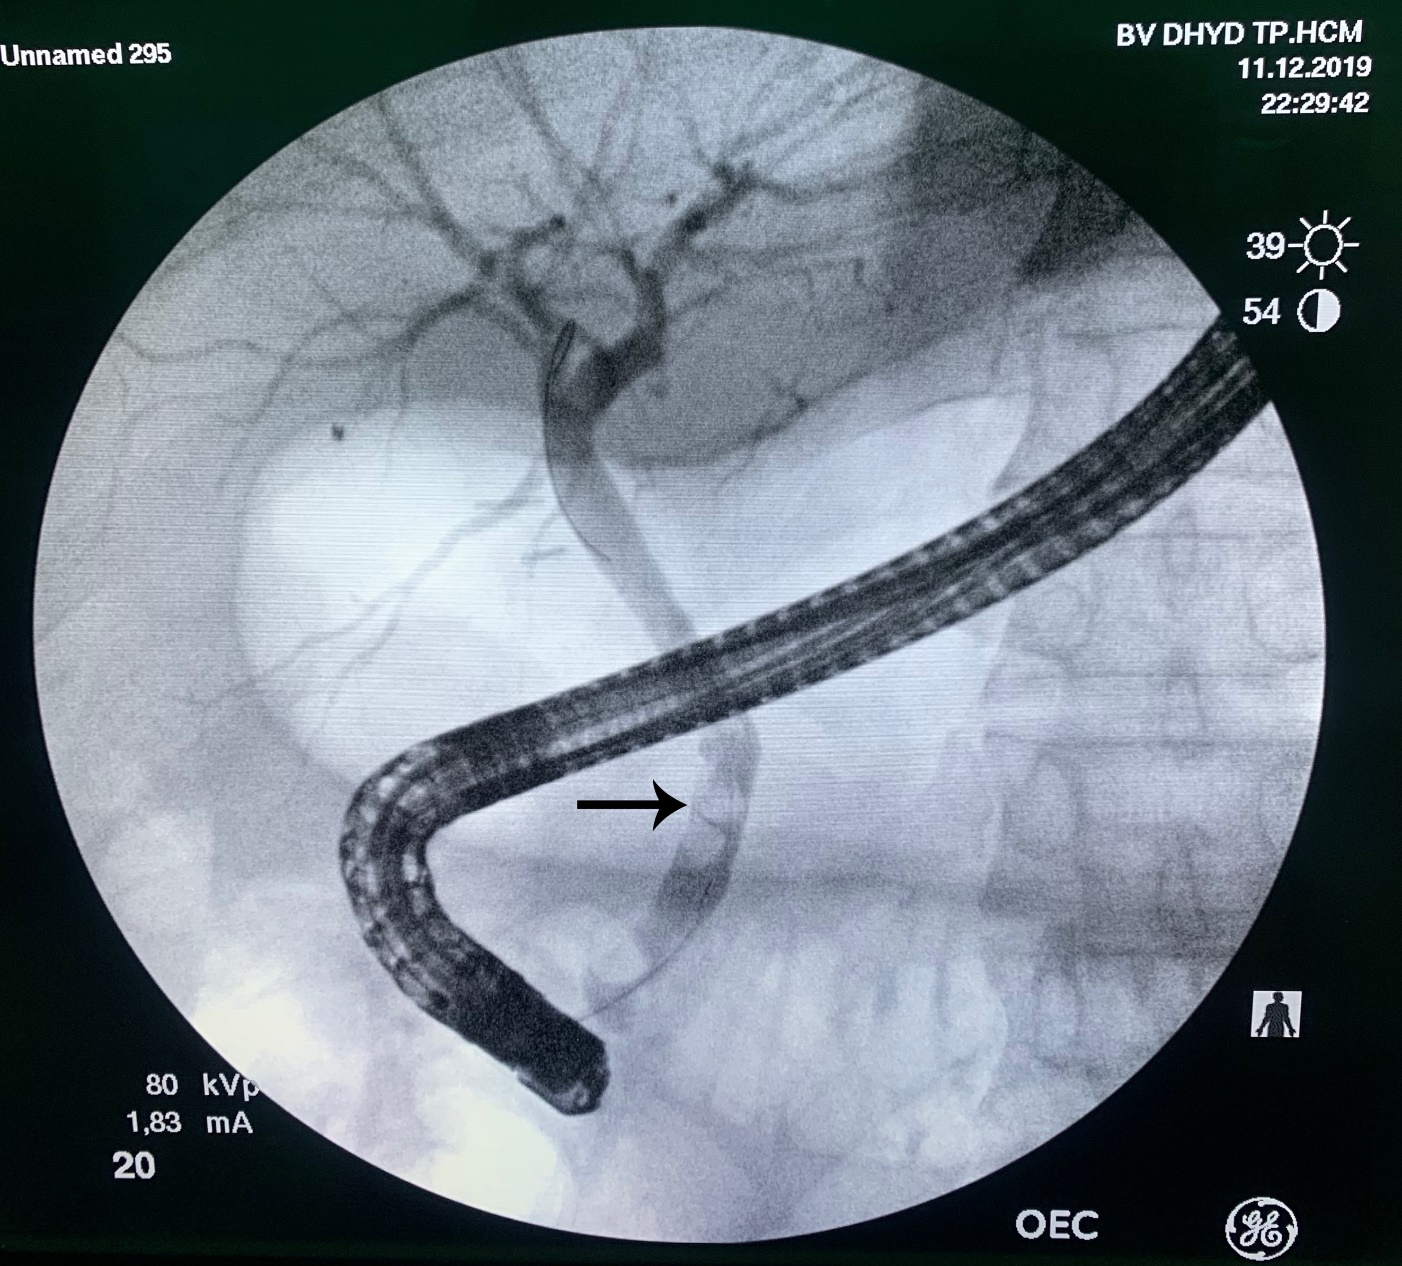 Unnamed 295
BV DHYD TP.HCM
11.12.2019
22:29:42
39
54
80 kVp
1,83 mA
20
OEC
GE